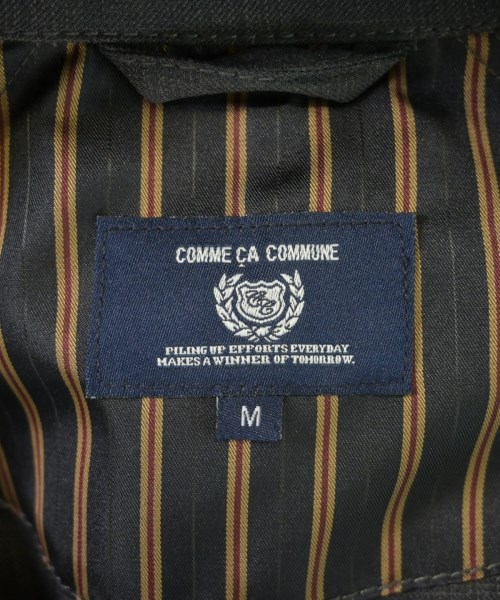 COMME ÇA COMMUNE
PILING UP EFFORTS EVERYDAY
MAKES A WINNER OF TOMORROW.
M